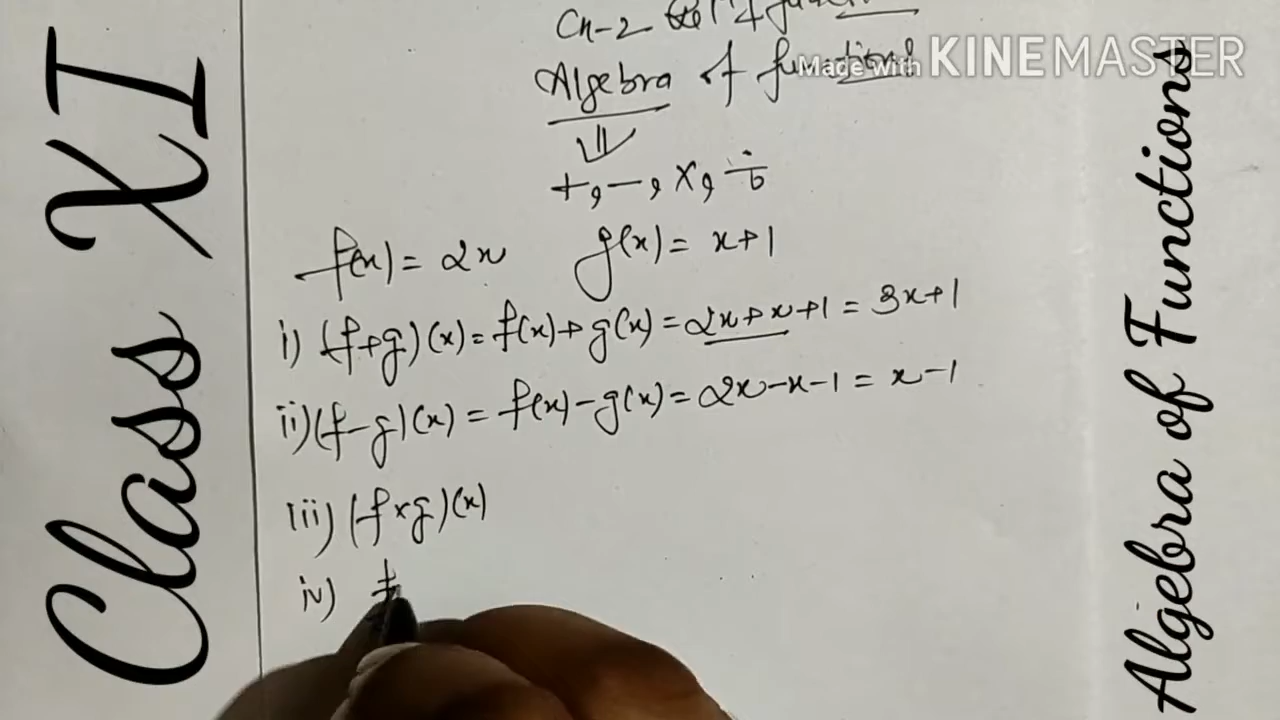 Class XI
Ch-2 & function
Algebra of functions
Made with KINEMASTER
+, -, ×, ÷
f(x) = 2x g(x) = x+1
i) (f+g)(x) = f(x)+g(x) = 2x+x+1 = 3x+1
ii) (f-g)(x) = f(x)-g(x) = 2x-x-1 = x-1
iii) (f×g)(x)
iv) f
Algebra of Functions